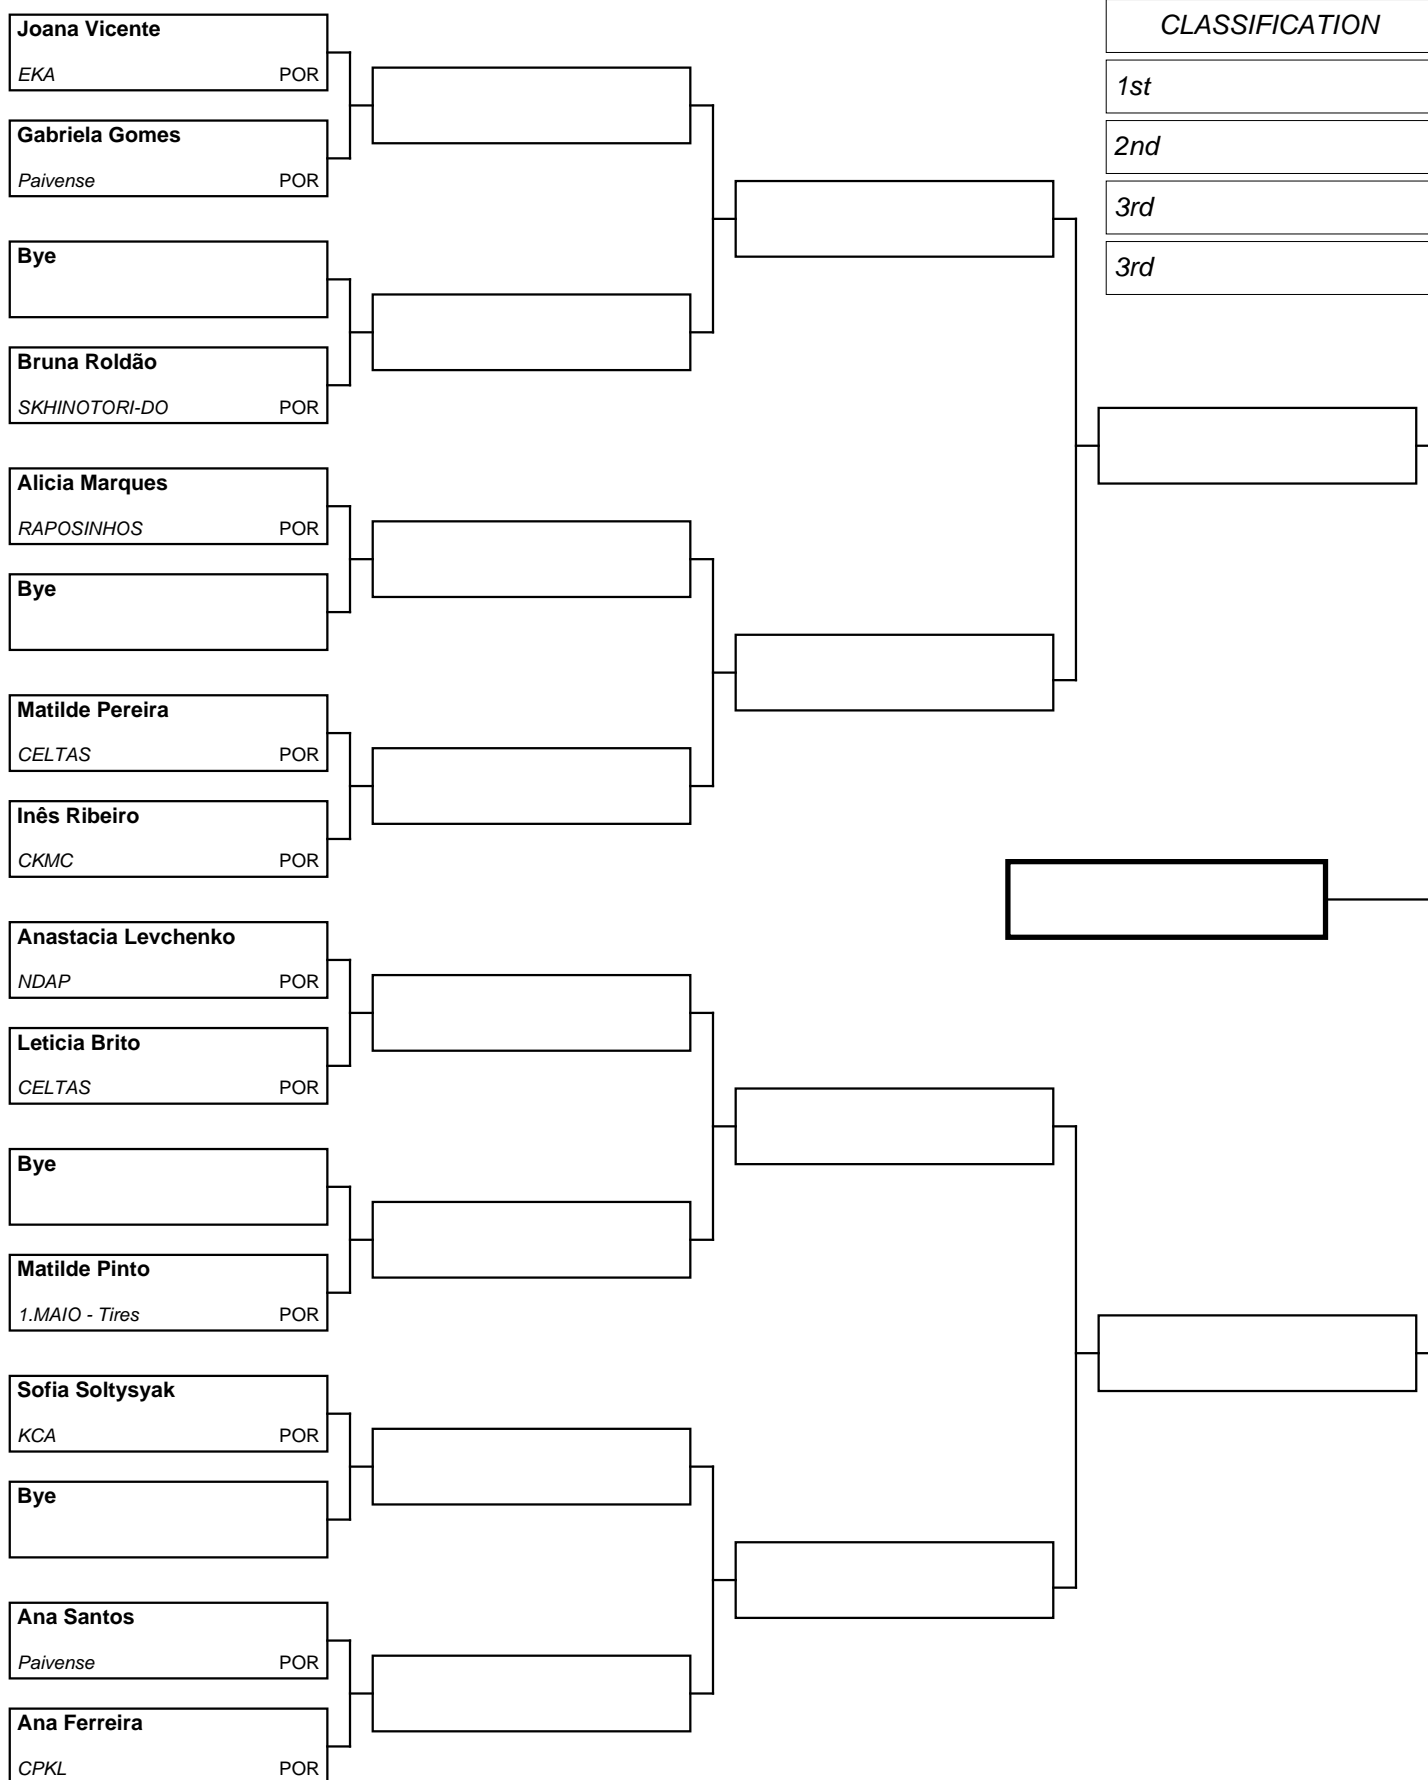 Joana Vicente
EKA POR
Gabriela Gomes
Paivense POR
Bye
Bruna Roldão
SKHINOTORI-DO POR
Alicia Marques
RAPOSINHOS POR
Bye
Matilde Pereira
CELTAS POR
Inês Ribeiro
CKMC POR
Anastacia Levchenko
NDAP POR
Leticia Brito
CELTAS POR
Bye
Matilde Pinto
1.MAIO - Tires POR
Sofia Soltysyak
KCA POR
Bye
Ana Santos
Paivense POR
Ana Ferreira
CPKL POR
CLASSIFICATION
1st
2nd
3rd
3rd